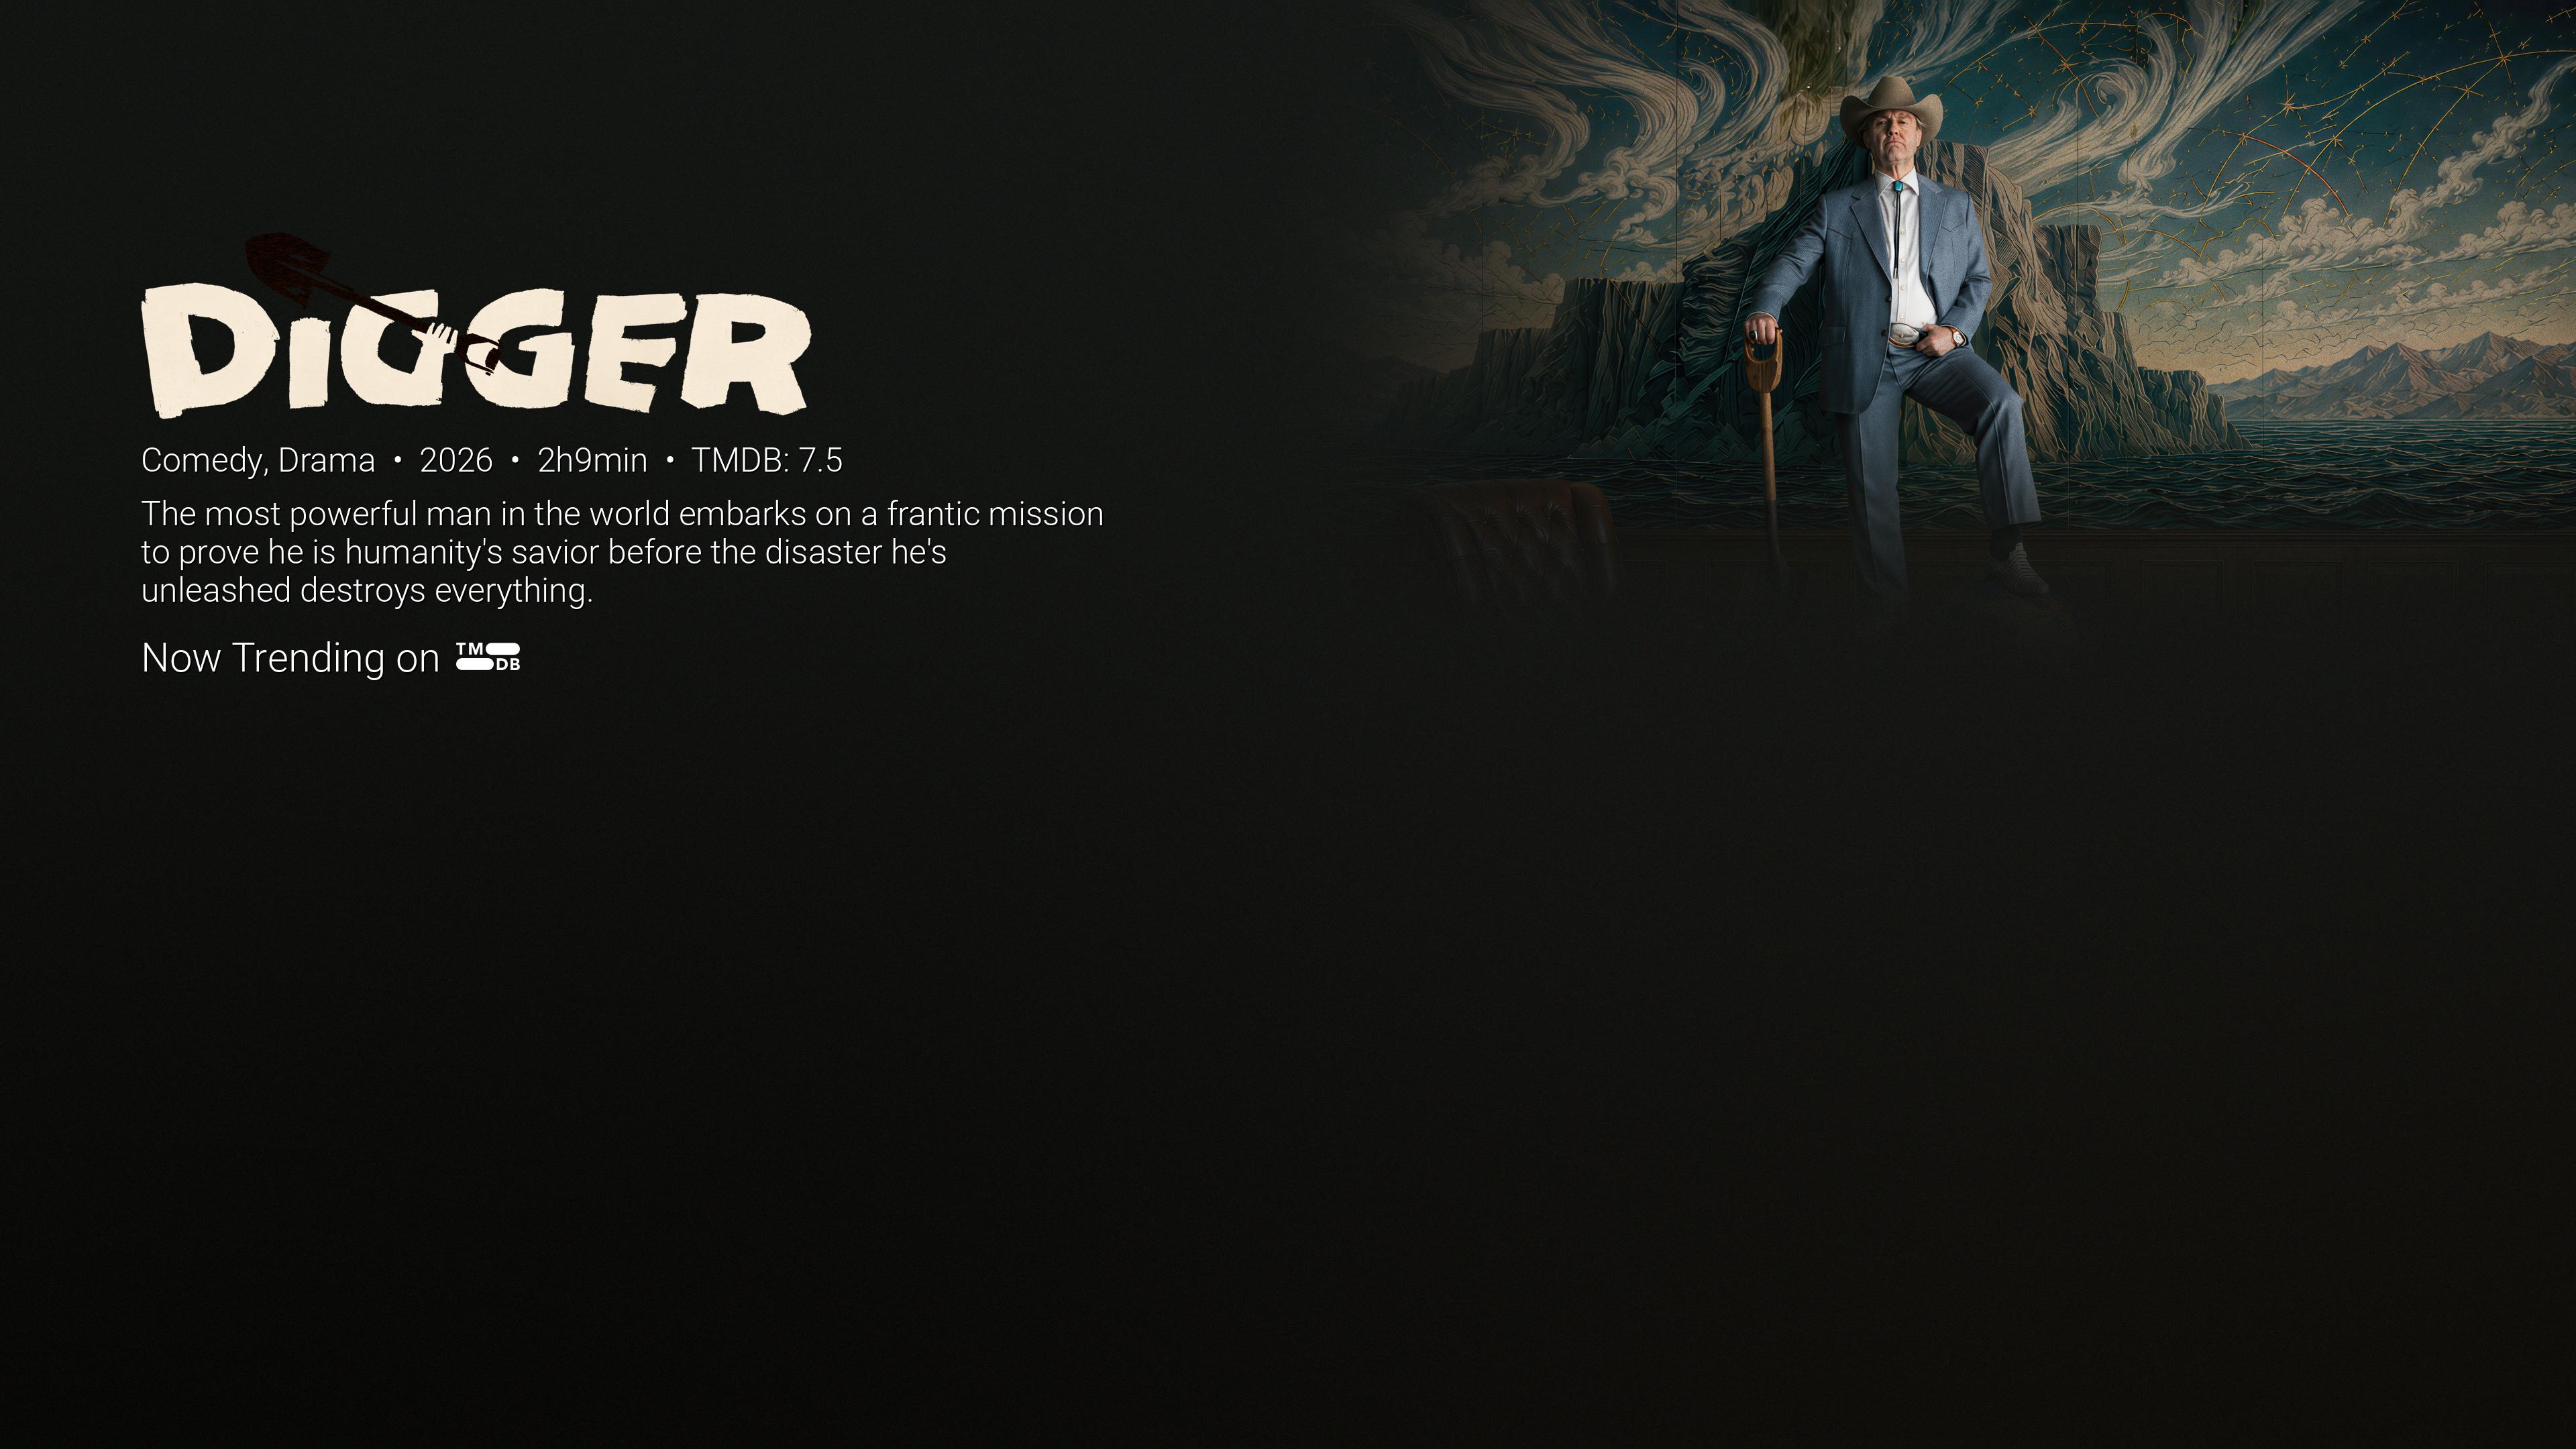 DIGGER
Comedy, Drama • 2026 • 2h9min • TMDB: 7.5
The most powerful man in the world embarks on a frantic mission
to prove he is humanity's savior before the disaster he's
unleashed destroys everything.
Now Trending on TMDB